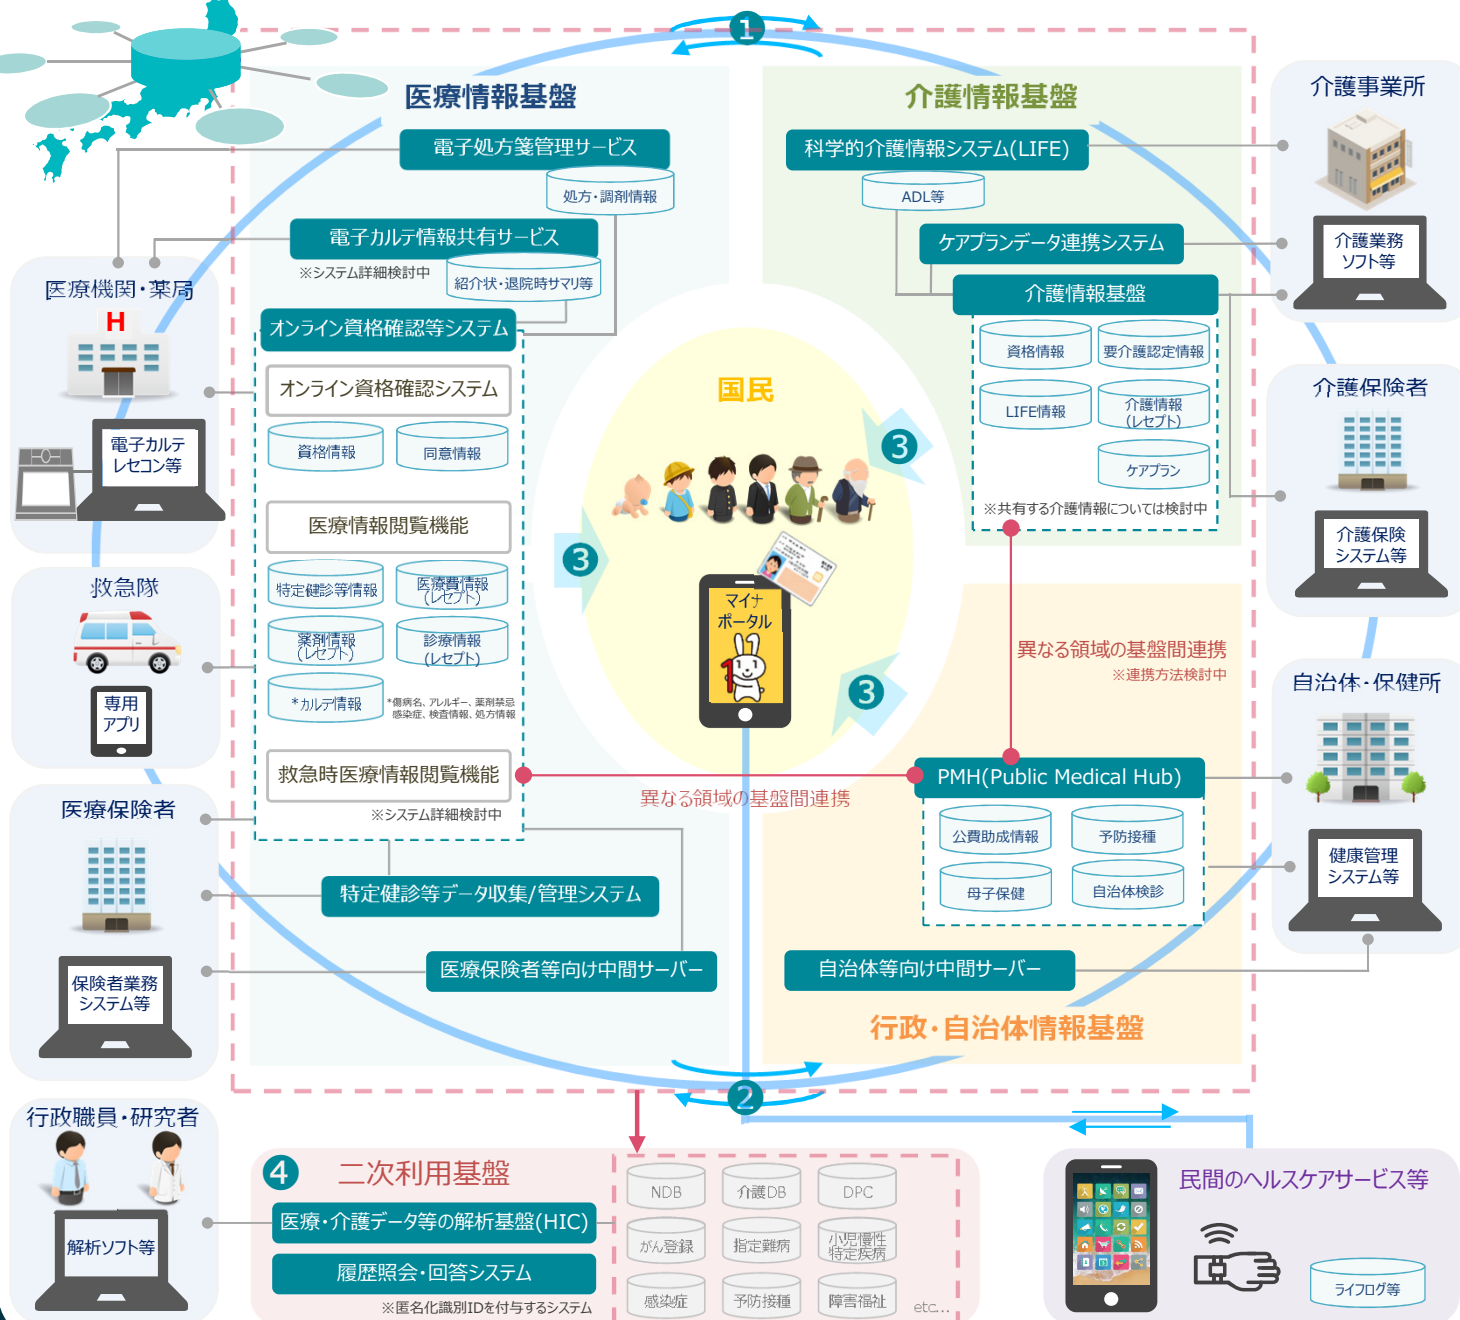 1
医療情報基盤
介護情報基盤
電子処方箋管理サービス
処方・調剤情報
電子カルテ情報共有サービス
※システム詳細検討中
紹介状・退院時サマリ等
オンライン資格確認等システム
オンライン資格確認システム
資格情報
同意情報
医療情報閲覧機能
特定健診等情報
医療費情報
(レセプト)
薬剤情報
(レセプト)
診療情報
(レセプト)
*カルテ情報
*傷病名、アレルギー、薬剤禁忌
感染症、検査情報、処方情報
救急時医療情報閲覧機能
※システム詳細検討中
特定健診等データ収集/管理システム
医療保険者等向け中間サーバー
科学的介護情報システム(LIFE)
ADL等
ケアプランデータ連携システム
介護情報基盤
資格情報
要介護認定情報
LIFE情報
介護情報
(レセプト)
ケアプラン
※共有する介護情報については検討中
国民
3
3
3
マイナ
ポータル
1
異なる領域の基盤間連携
※連携方法検討中
異なる領域の基盤間連携
PMH(Public Medical Hub)
公費助成情報
予防接種
母子保健
自治体検診
自治体等向け中間サーバー
行政・自治体情報基盤
2
医療機関・薬局
H
電子カルテ
レセコン等
救急隊
専用
アプリ
医療保険者
保険者業務
システム等
行政職員・研究者
解析ソフト等
介護事業所
介護業務
ソフト等
介護保険者
介護保険
システム等
自治体・保健所
健康管理
システム等
4
二次利用基盤
医療・介護データ等の解析基盤(HIC)
履歴照会・回答システム
※匿名化識別IDを付与するシステム
NDB
介護DB
DPC
がん登録
指定難病
小児慢性
特定疾病
感染症
予防接種
障害福祉
etc...
民間のヘルスケアサービス等
ライフログ等